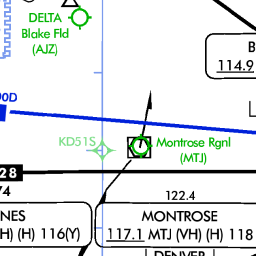 DELTA
Blake Fld
(AJZ)
B
114.9
90D
KD51S
Montrose Rgnl
(MTJ)
28
74
122.4
NES
H) (H) 116(Y)
MONTROSE
117.1 MTJ (VH) (H) 118
DENVER